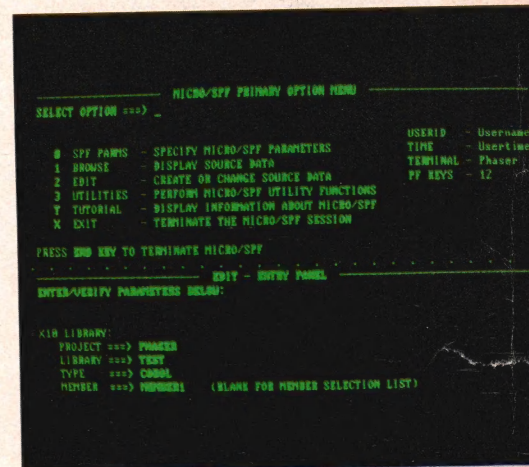 MICRO/SPF PRIMARY OPTION MENU
SELECT OPTION ===> _
USERID - Username
TIME - Usertime
TERMINAL - Phaser
PF KEYS - 12
0 SPF PARMS - SPECIFY MICRO/SPF PARAMETERS
1 BROWSE - DISPLAY SOURCE DATA
2 EDIT - CREATE OR CHANGE SOURCE DATA
3 UTILITIES - PERFORM MICRO/SPF UTILITY FUNCTIONS
T TUTORIAL - DISPLAY INFORMATION ABOUT MICRO/SPF
X EXIT - TERMINATE THE MICRO/SPF SESSION
PRESS END KEY TO TERMINATE MICRO/SPF
EDIT - ENTRY PANEL
ENTER/VERIFY PARAMETERS BELOW:
LIBRARY:
PROJECT ===> PHASER
LIBRARY ===> TEST
TYPE ===> COBOL
MEMBER ===> MEMBER1 (BLANK FOR MEMBER SELECTION LIST)